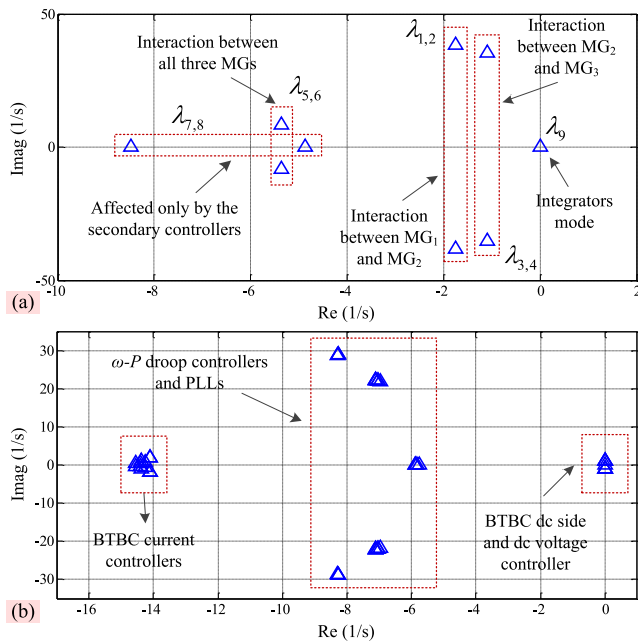 (a)
Imag (1/s)
50
0
-50
-10
-8
-6
-4
-2
0
2
Re (1/s)
Interaction between
all three MGs
λ5,6
λ7,8
Affected only by the
secondary controllers
λ1,2
Interaction
between MG2
and MG3
λ9
Integrators
mode
Interaction
between MG1
and MG2
λ3,4
(b)
Imag (1/s)
30
20
10
0
-10
-20
-30
-16
-14
-12
-10
-8
-6
-4
-2
0
Re (1/s)
ω-P droop controllers
and PLLs
BTBC current
controllers
BTBC dc side
and dc voltage
controller